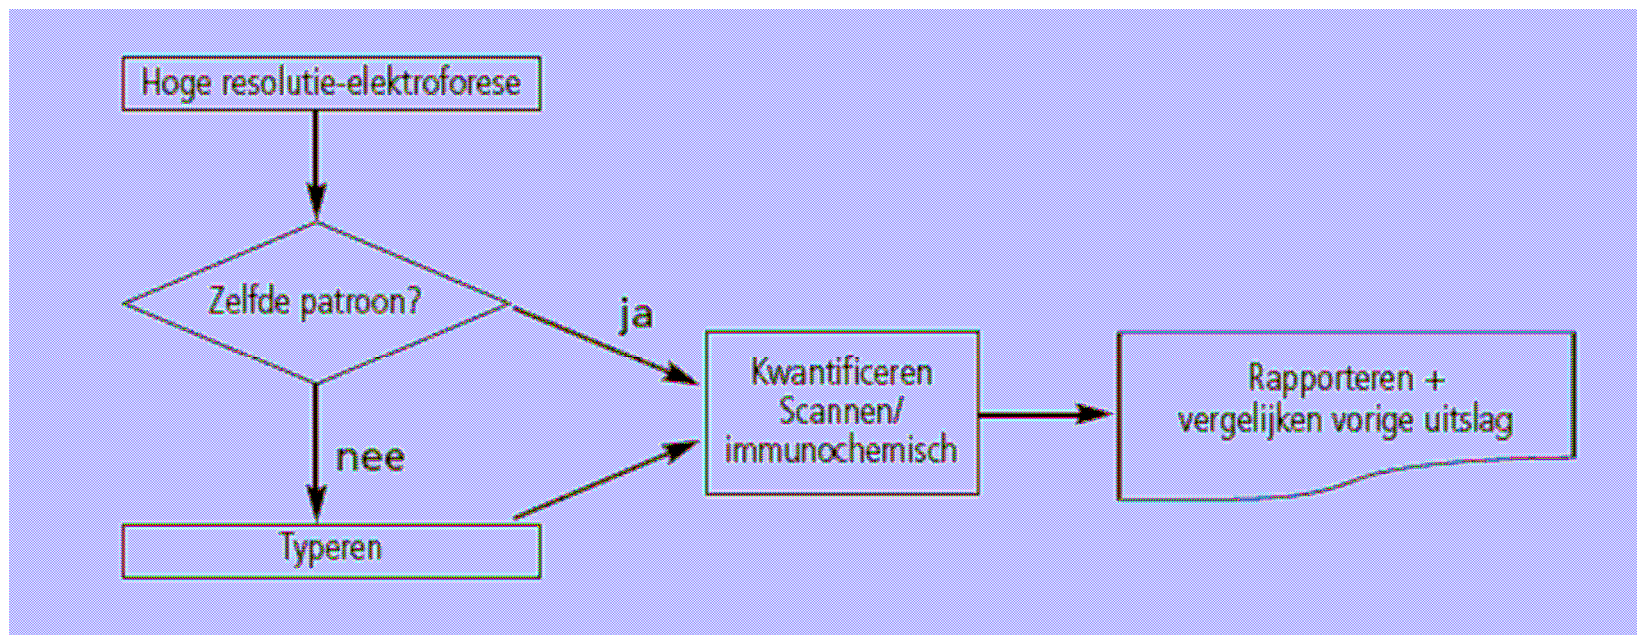 Hoge resolutie-elektroforese
Zelfde patroon?
ja
nee
Typeren
Kwantificeren
Scannen/
immunochemisch
Rapporteren +
vergelijken vorige uitslag